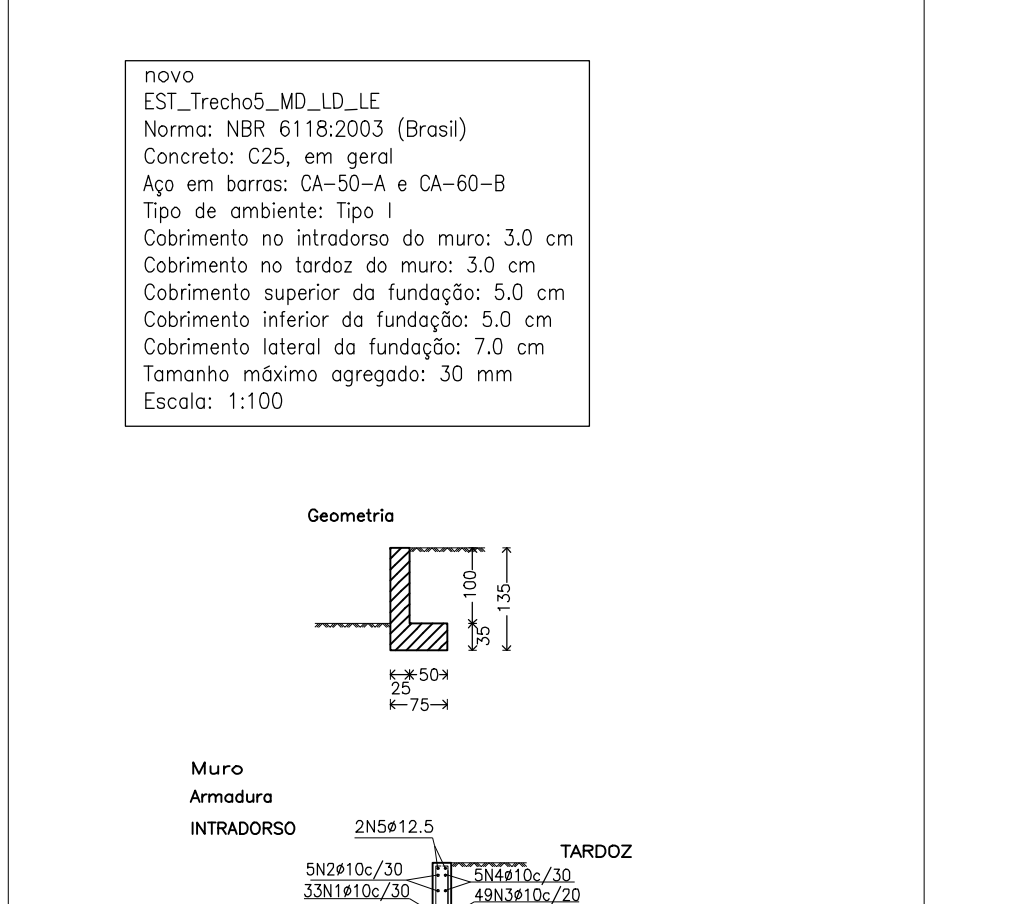 novo
EST_Trecho5_MD_LD_LE
Norma: NBR 6118:2003 (Brasil)
Concreto: C25, em geral
Aço em barras: CA-50-A e CA-60-B
Tipo de ambiente: Tipo I
Cobrimento no intradorso do muro: 3.0 cm
Cobrimento no tardoz do muro: 3.0 cm
Cobrimento superior da fundação: 5.0 cm
Cobrimento inferior da fundação: 5.0 cm
Cobrimento lateral da fundação: 7.0 cm
Tamanho máximo agregado: 30 mm
Escala: 1:100
Geometria
100
135
35
50
25
75
Muro
Armadura
INTRADORSO
2N5ø12.5
TARDOZ
5N2ø10c/30
5N4ø10c/30
33N1ø10c/30
49N3ø10c/20